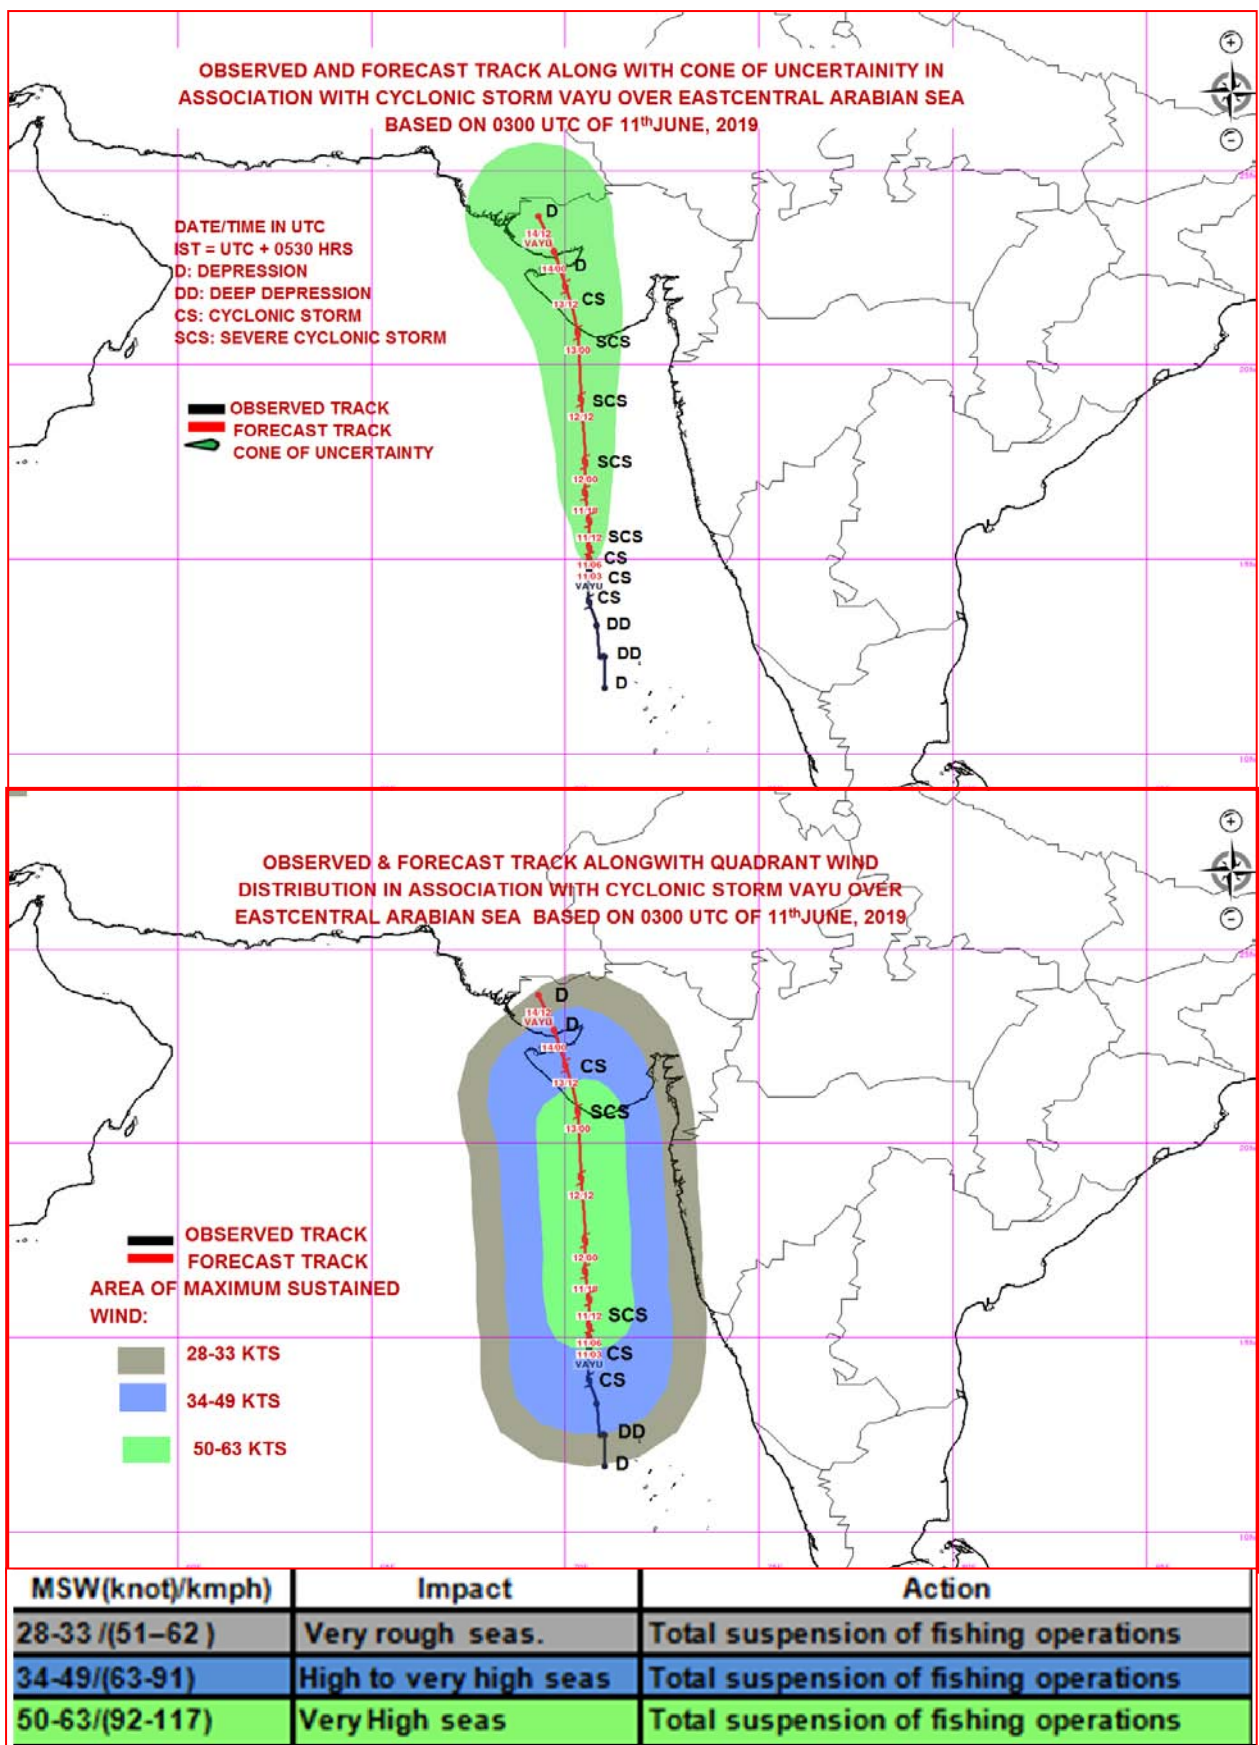 OBSERVED AND FORECAST TRACK ALONG WITH CONE OF UNCERTAINITY IN
ASSOCIATION WITH CYCLONIC STORM VAYU OVER EASTCENTRAL ARABIAN SEA
BASED ON 0300 UTC OF 11thJUNE, 2019
25N
DATE/TIME IN UTC
IST = UTC + 0530 HRS
D: DEPRESSION
DD: DEEP DEPRESSION
CS: CYCLONIC STORM
SCS: SEVERE CYCLONIC STORM
OBSERVED TRACK
FORECAST TRACK
CONE OF UNCERTAINTY
D
14/12
VAYU
D
14/00
CS
13/12
SCS
13/00
20N
SCS
12/12
SCS
12/00
11/18
SCS
11/12
CS
15N
11/06
CS
11/03
VAYU
CS
DD
DD
D
10N
OBSERVED & FORECAST TRACK ALONGWITH QUADRANT WIND
DISTRIBUTION IN ASSOCIATION WITH CYCLONIC STORM VAYU OVER
EASTCENTRAL ARABIAN SEA BASED ON 0300 UTC OF 11thJUNE, 2019
25N
D
14/12
VAYU
D
14/00
CS
13/12
SCS
13/00
20N
12/12
12/00
11/18
SCS
11/12
15N
11/06
CS
11/03
VAYU
CS
DD
D
10N
OBSERVED TRACK
FORECAST TRACK
AREA OF MAXIMUM SUSTAINED
WIND:
28-33 KTS
34-49 KTS
50-63 KTS
MSW(knot)/kmph) Impact Action
28-33 /(51–62 ) Very rough seas. Total suspension of fishing operations
34-49/(63-91) High to very high seas Total suspension of fishing operations
50-63/(92-117) Very High seas Total suspension of fishing operations